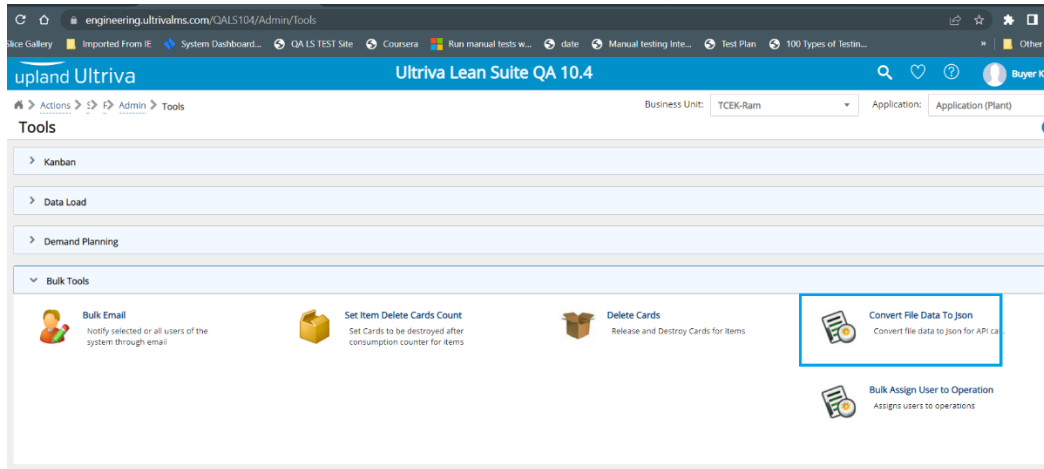 engineering.ultrivalms.com/QALS104/Admin/Tools
Slice Gallery Imported From IE System Dashboard... QA LS TEST Site Coursera Run manual tests w... date Manual testing Inte... Test Plan 100 Types of Testin... » Other
upland Ultriva Ultriva Lean Suite QA 10.4 Buyer K
Actions > S > F > Admin > Tools Business Unit: TCEK-Ram Application: Application (Plant)
Tools
Kanban
Data Load
Demand Planning
Bulk Tools
Bulk Email
Notify selected or all users of the
system through email
Set Item Delete Cards Count
Set Cards to be destroyed after
consumption counter for items
Delete Cards
Release and Destroy Cards for items
Convert File Data To Json
Convert file data to Json for API cal...
Bulk Assign User to Operation
Assigns users to operations